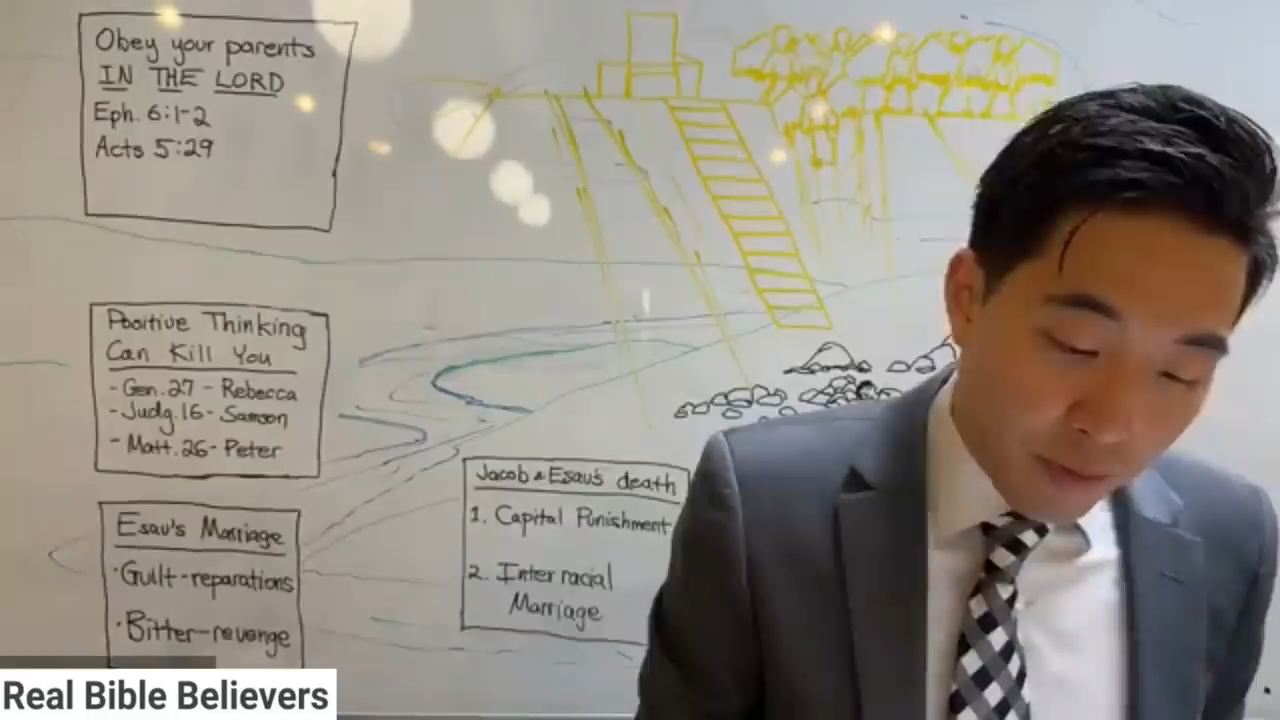 Obey your parents
IN THE LORD
Eph. 6:1-2
Acts 5:29
Positive Thinking
Can Kill You
- Gen. 27 - Rebecca
- Judg. 16 - Samson
- Matt. 26 - Peter
Esau's Marriage
· Guilt-reparations
· Bitter-revenge
Jacob & Esau's death
1. Capital Punishment
2. Inter racial
Marriage
Real Bible Believers